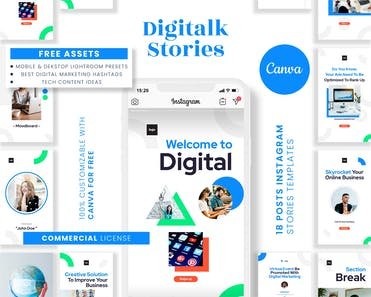 Digitalk
Stories
FREE ASSETS
MOBILE & DEKSTOP LIGHTROOM PRESETS
BEST DIGITAL MARKETING HASHTAGS
TECH CONTENT IDEAS
Canva
Do You Know
Your Ads Need To Be
Optimized To Rank Up
15:29
Instagram
logo
Welcome to
Digital
100% CUSTOMIZABLE WITH
CANVA FOR FREE
18 POSTS INSTAGRAM
STORIES TEMPLATES
- Moodboard -
Skyrocket Your
Online Business
"John Doe"
COMMERCIAL LICENSE
Creative Solution
To Improve Your
Business
Virtual Event Be
Promoted With
Digital Marketing
Section
Break